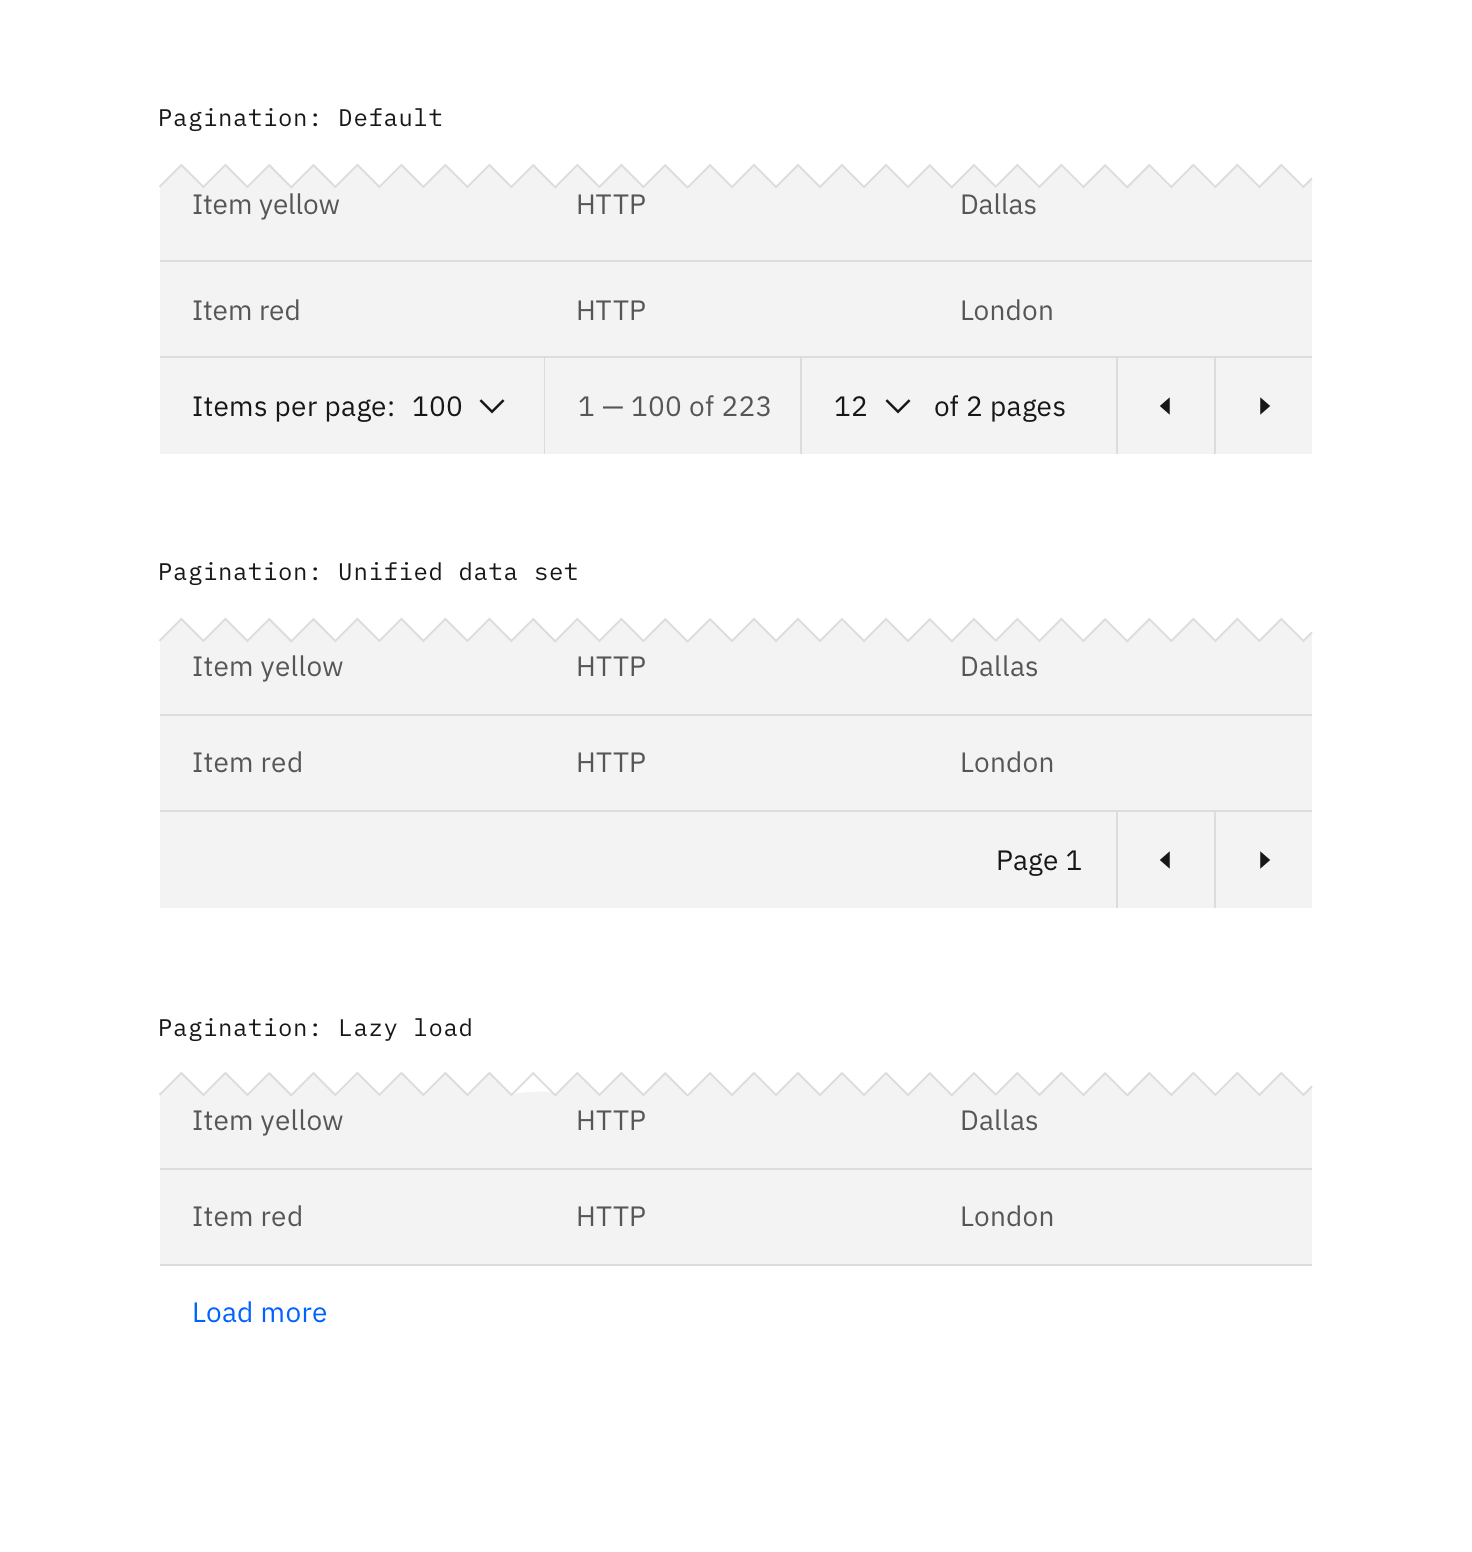 Pagination: Default
Item yellow HTTP Dallas
Item red HTTP London
Items per page: 100 1 — 100 of 223 12 of 2 pages
Pagination: Unified data set
Item yellow HTTP Dallas
Item red HTTP London
Page 1
Pagination: Lazy load
Item yellow HTTP Dallas
Item red HTTP London
Load more